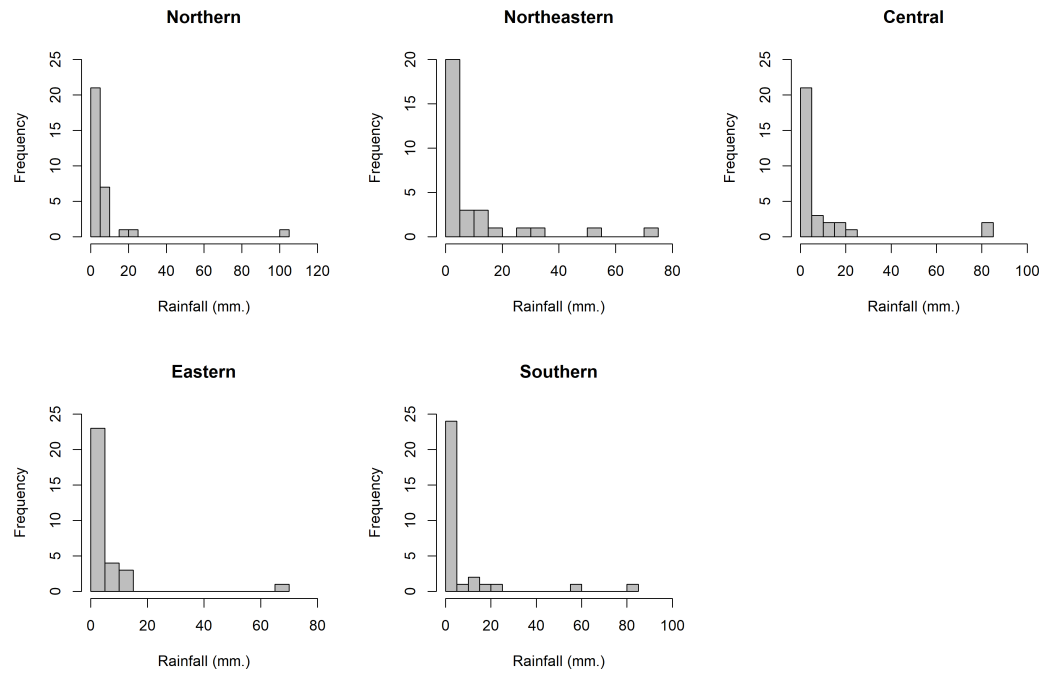 Northern
Frequency
0 5 10 15 20 25
0 20 40 60 80 100 120
Rainfall (mm.)
Northeastern
Frequency
0 5 10 15 20
0 20 40 60 80
Rainfall (mm.)
Central
Frequency
0 5 10 15 20 25
0 20 40 60 80 100
Rainfall (mm.)
Eastern
Frequency
0 5 10 15 20 25
0 20 40 60 80
Rainfall (mm.)
Southern
Frequency
0 5 10 15 20 25
0 20 40 60 80 100
Rainfall (mm.)